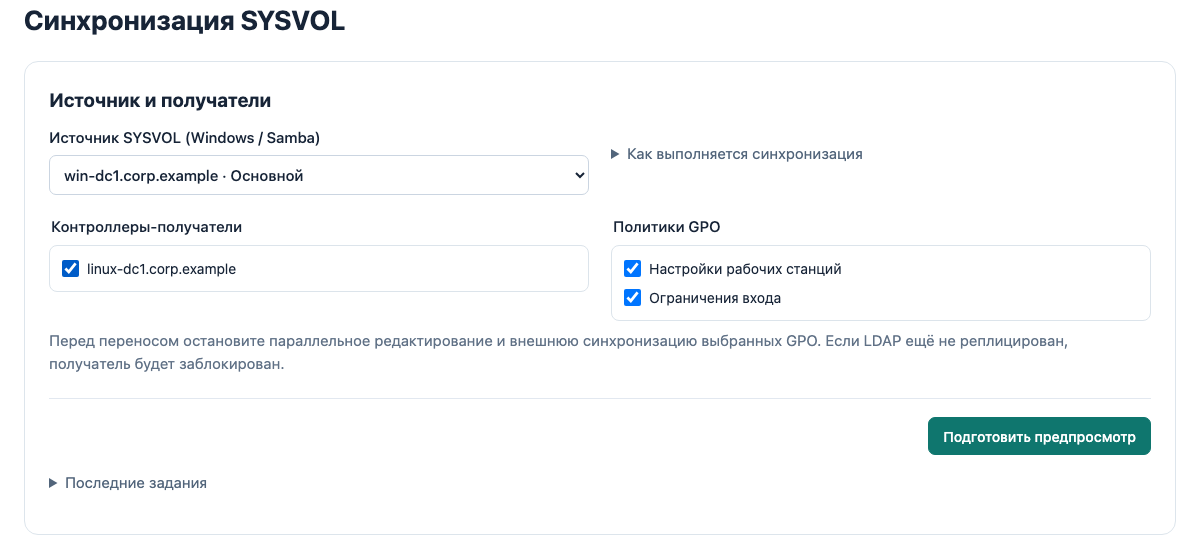 Синхронизация SYSVOL
Источник и получатели
Источник SYSVOL (Windows / Samba)
win-dc1.corp.example · Основной
Как выполняется синхронизация
Контроллеры-получатели
linux-dc1.corp.example
Политики GPO
Настройки рабочих станций
Ограничения входа
Перед переносом остановите параллельное редактирование и внешнюю синхронизацию выбранных GPO. Если LDAP ещё не реплицирован,
получатель будет заблокирован.
Подготовить предпросмотр
Последние задания